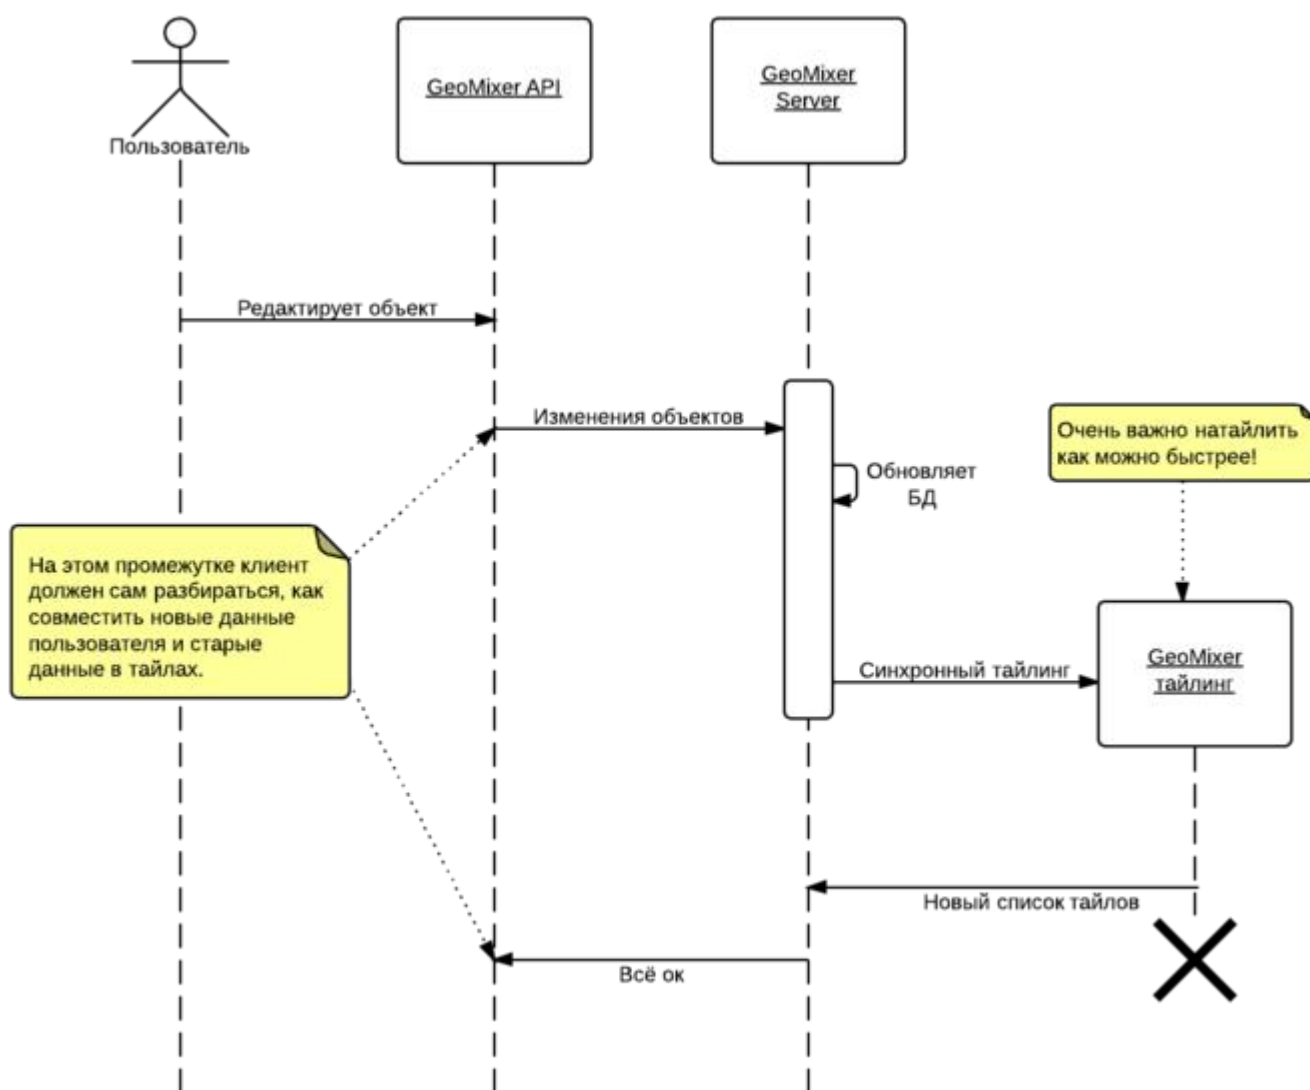 Пользователь
GeoMixer API
GeoMixer
Server
Редактирует объект
Изменения объектов
Очень важно натайлить
как можно быстрее!
Обновляет
БД
На этом промежутке клиент
должен сам разбираться, как
совместить новые данные
пользователя и старые
данные в тайлах.
Синхронный тайлинг
GeoMixer
тайлинг
Новый список тайлов
Всё ок